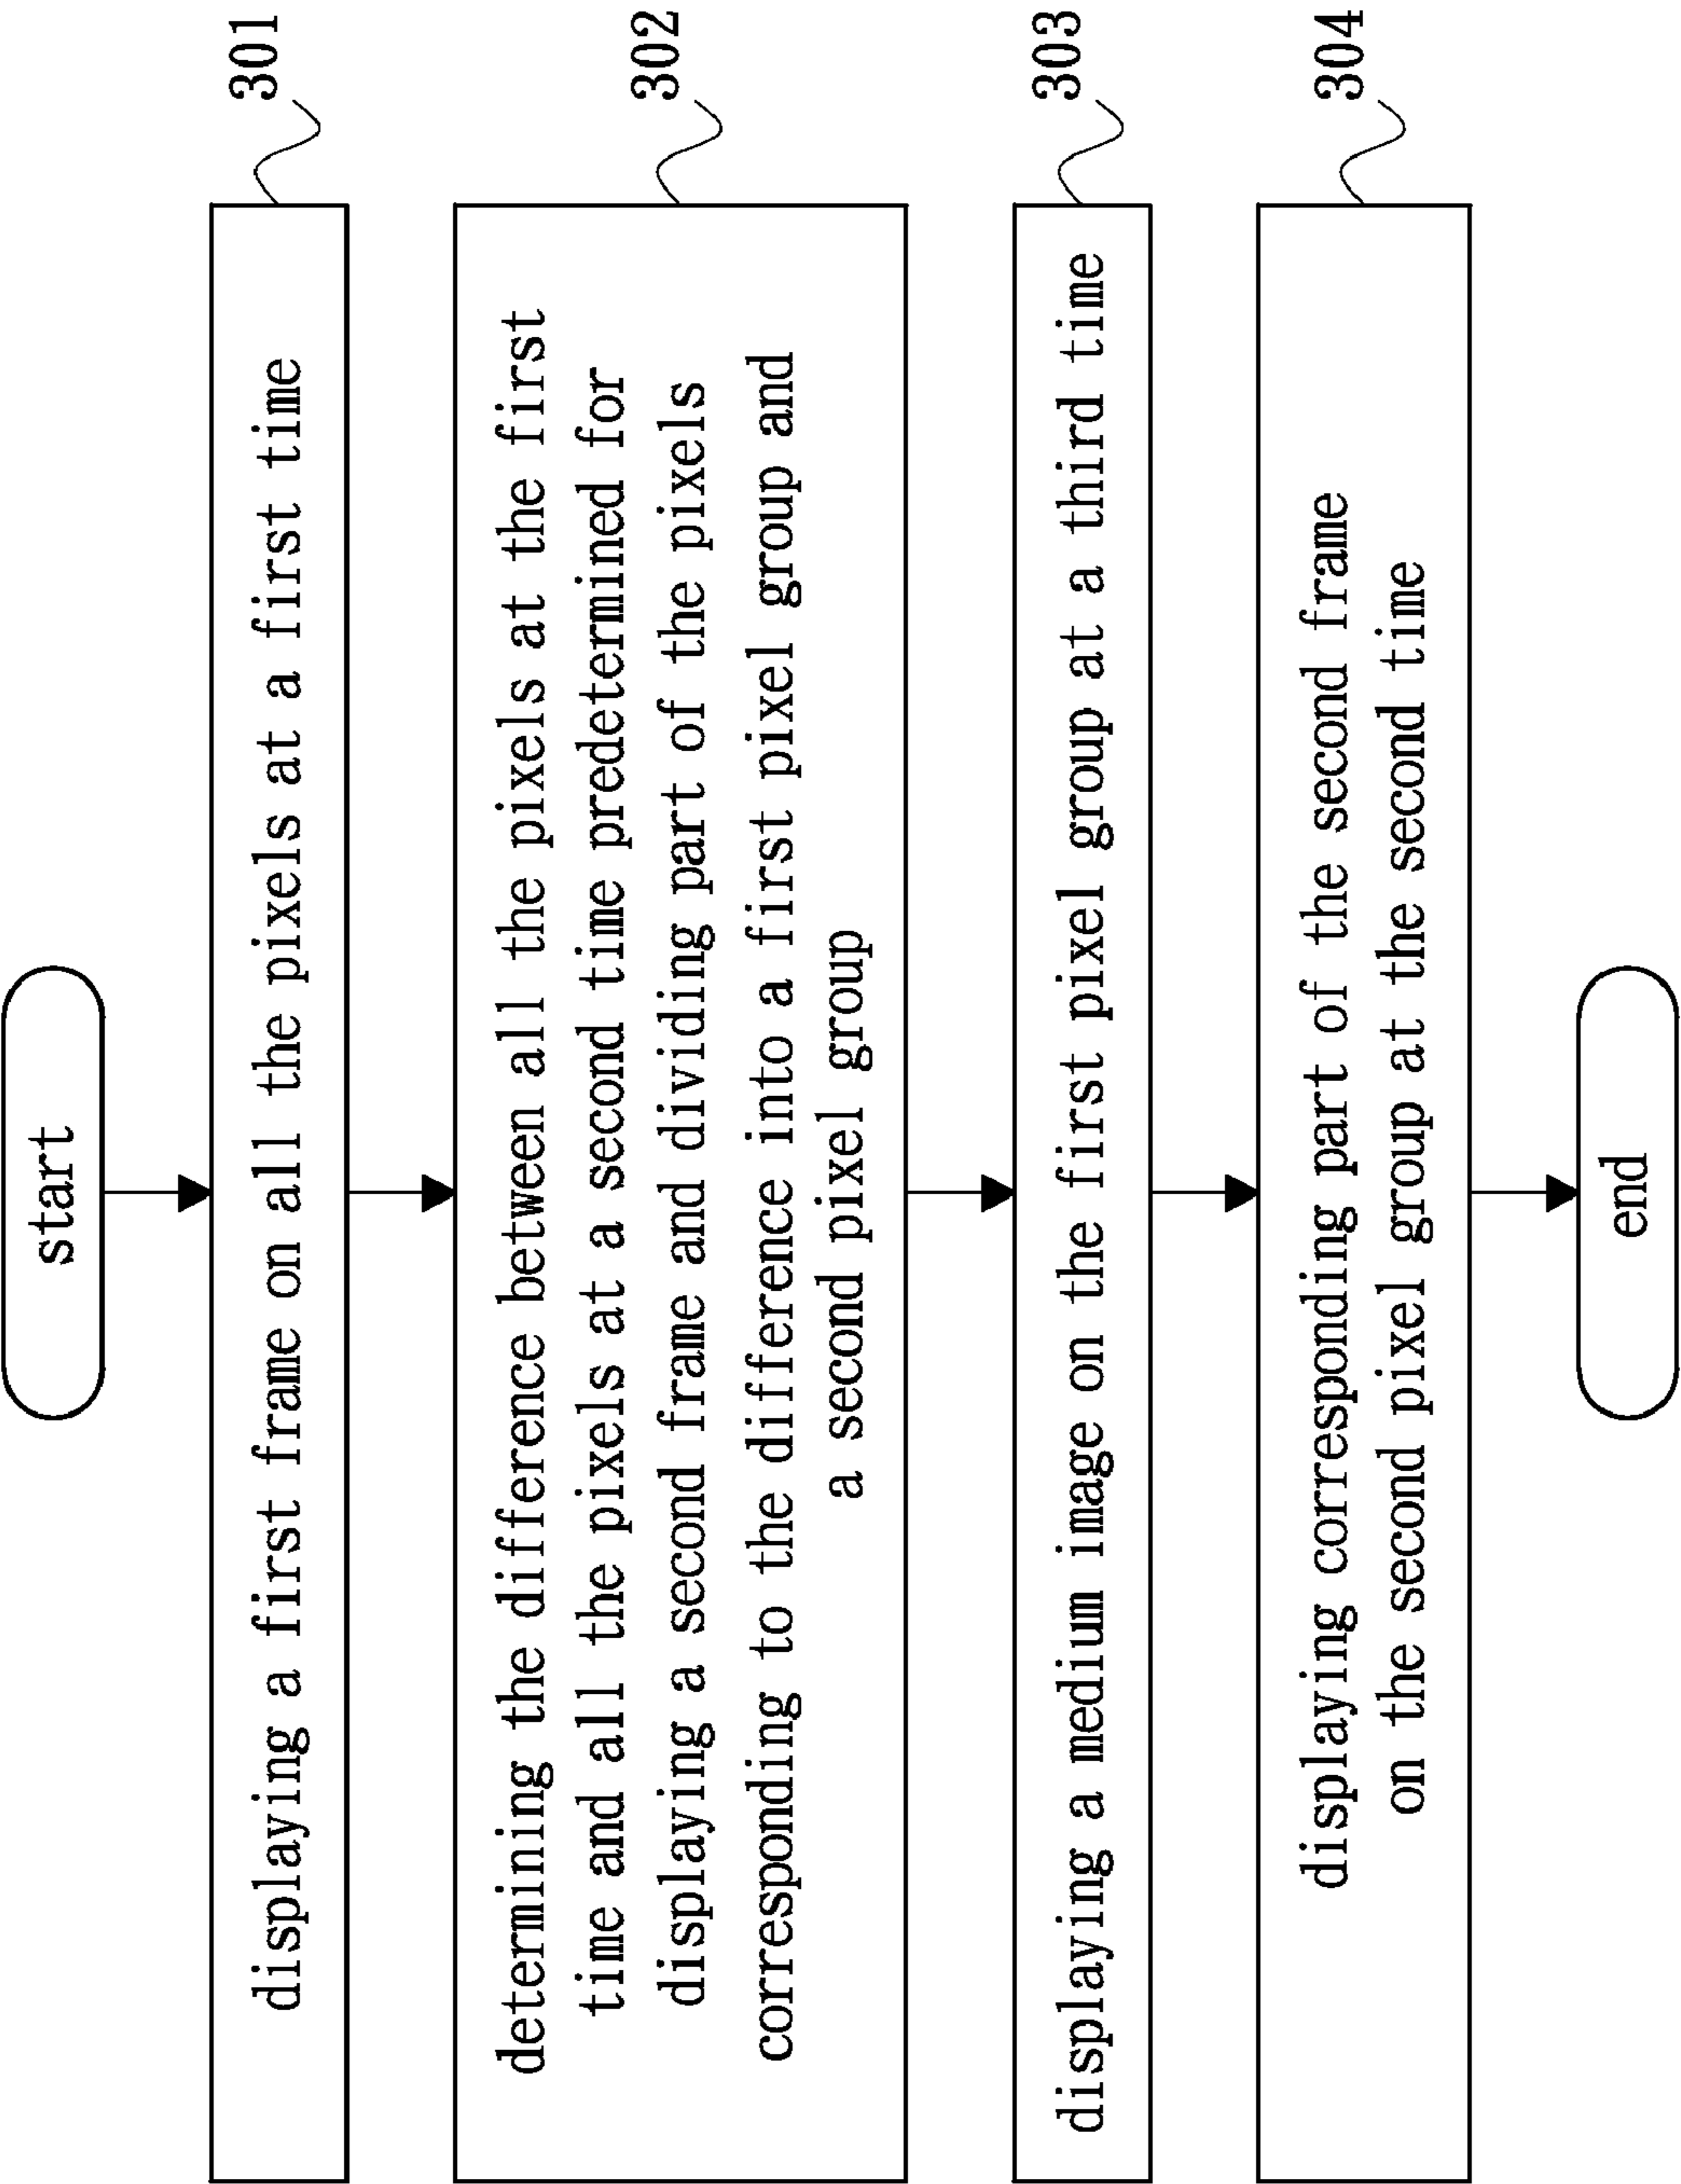 start
301
displaying a first frame on all the pixels at a first time
302
determining the difference between all the pixels at the first
time and all the pixels at a second time predetermined for
displaying a second frame and dividing part of the pixels
corresponding to the difference into a first pixel group and
a second pixel group
303
displaying a medium image on the first pixel group at a third time
304
displaying corresponding part of the second frame
on the second pixel group at the second time
end